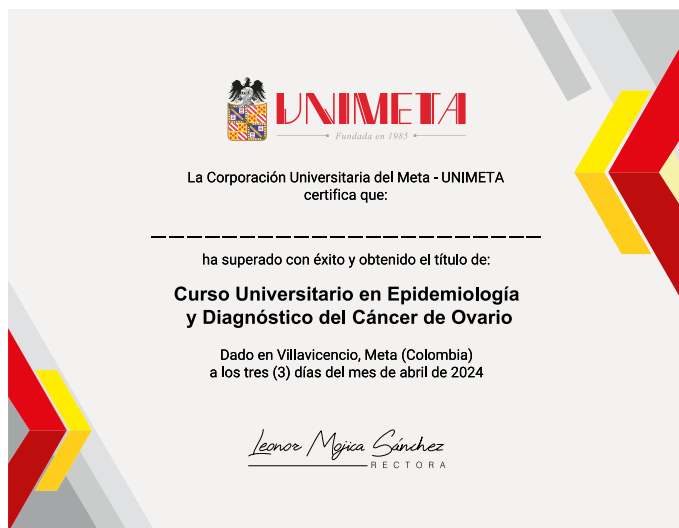 UNIMETA
Fundada en 1985
La Corporación Universitaria del Meta - UNIMETA
certifica que:
ha superado con éxito y obtenido el título de:
Curso Universitario en Epidemiología
y Diagnóstico del Cáncer de Ovario
Dado en Villavicencio, Meta (Colombia)
a los tres (3) días del mes de abril de 2024
Leonor Mojica Sánchez
RECTORA